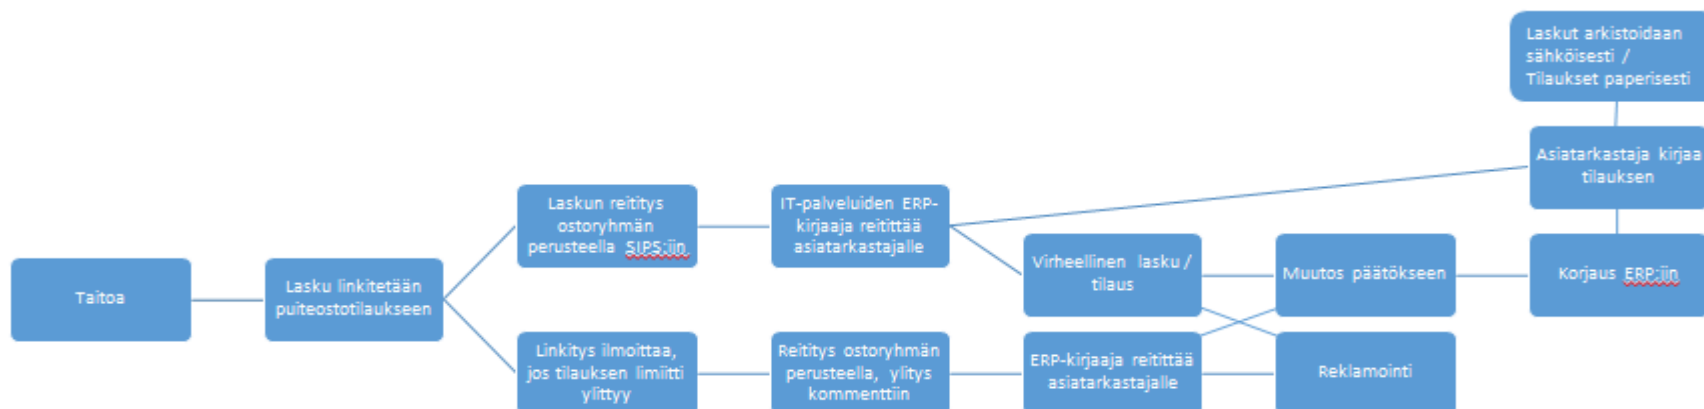 Laskut arkistoidaan
sähköisesti /
Tilaukset paperisesti
Asiatarkastaja kirjaa
tilauksen
Laskun reititys
ostoryhmän
perusteella SIPS:iin
IT-palveluiden ERP-
kirjaaja reitittää
asiatarkastajalle
Virheellinen lasku /
tilaus
Muutos päätökseen
Korjaus ERP:iin
Taitoa
Lasku linkitetään
puiteostotilaukseen
Linkitys ilmoittaa,
jos tilauksen limiitti
ylittyy
Reititys ostoryhmän
perusteella, ylitys
kommenttiin
ERP-kirjaaja reitittää
asiatarkastajalle
Reklamointi